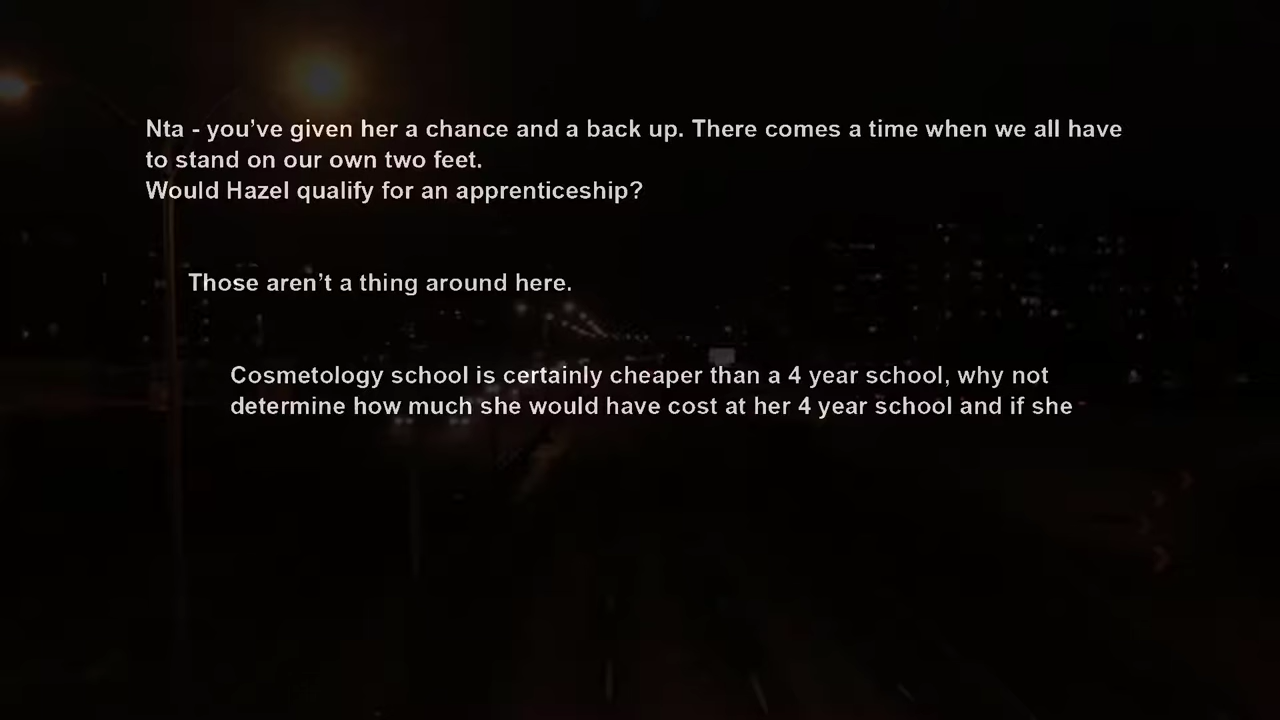 Nta - you’ve given her a chance and a back up. There comes a time when we all have
to stand on our own two feet.
Would Hazel qualify for an apprenticeship?
Those aren’t a thing around here.
Cosmetology school is certainly cheaper than a 4 year school, why not
determine how much she would have cost at her 4 year school and if she